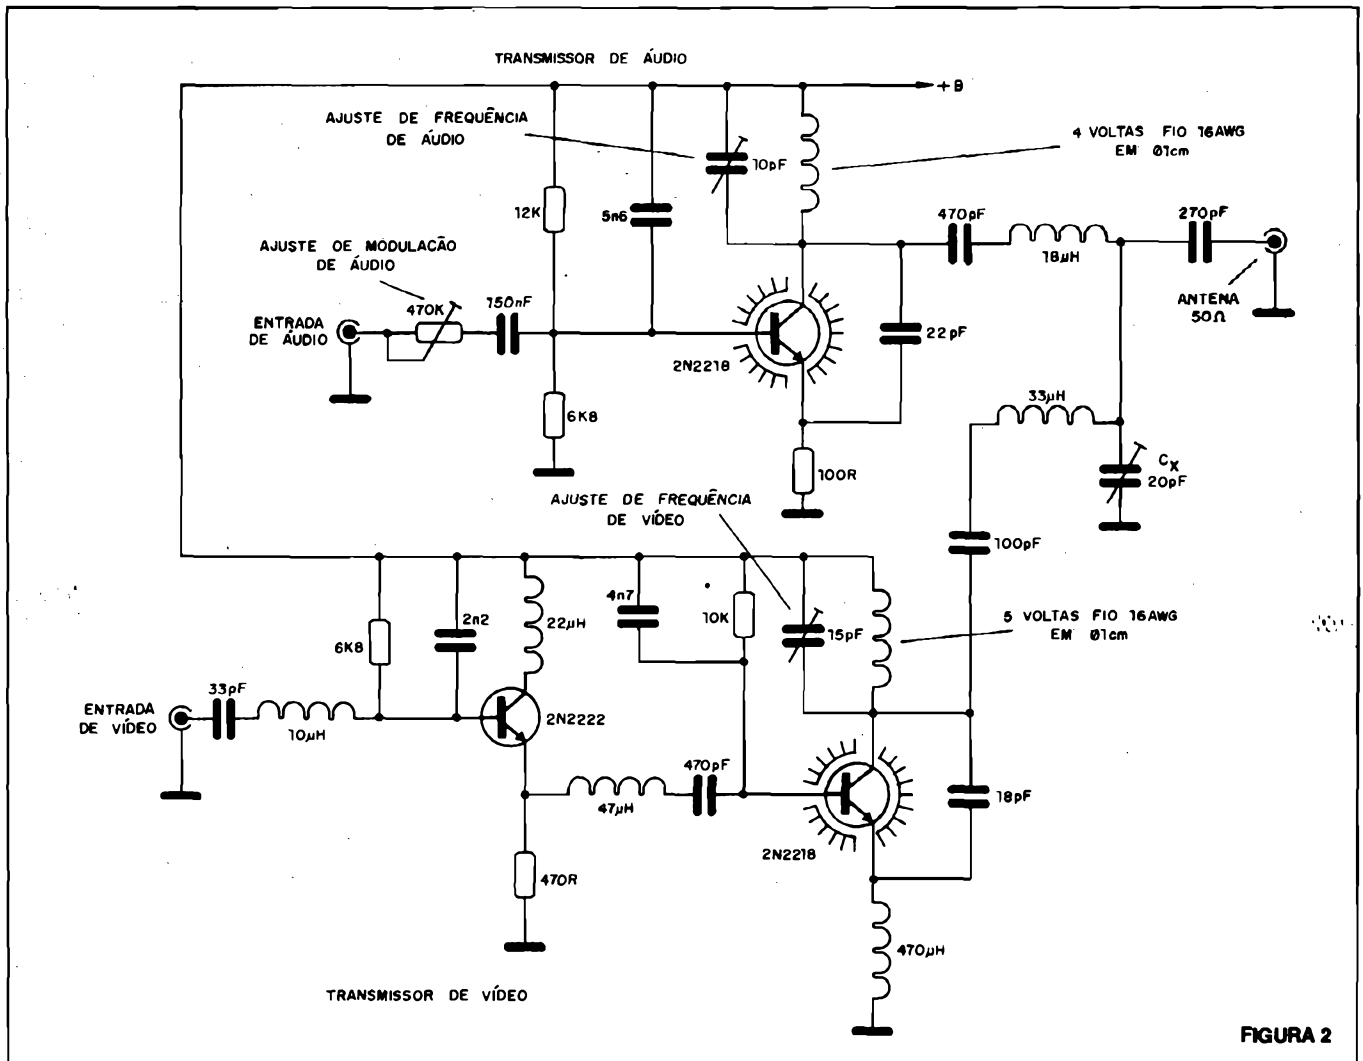 TRANSMISSOR DE ÁUDIO
+B
AJUSTE DE FREQUÊNCIA
DE ÁUDIO
4 VOLTAS FIO 16AWG
EM Ø1cm
10pF
12K
5n6
470pF
270pF
AJUSTE DE MODULAÇÃO
DE ÁUDIO
18µH
470K
150nF
ANTENA
50Ω
ENTRADA
DE ÁUDIO
22pF
2N2218
33µH
6K8
100R
CX
20pF
AJUSTE DE FREQUÊNCIA
DE VÍDEO
100pF
4n7
2n2
22µH
10K
15pF
5 VOLTAS FIO 16AWG
EM Ø1cm
6K8
33pF
ENTRADA
DE VÍDEO
10µH
2N2222
470pF
47µH
18pF
2N2218
470R
470µH
TRANSMISSOR DE VÍDEO
FIGURA 2